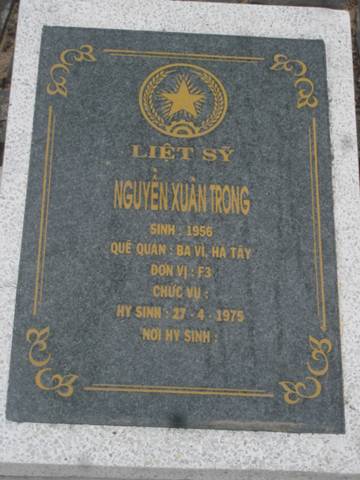 LIỆT SỸ
NGUYỄN XUÂN TRỌNG
SINH : 1956
QUÊ QUÁN : BA VÌ, HÀ TÂY
ĐƠN VỊ : F3
CHỨC VỤ :
HY SINH : 27 - 4 - 1975
NƠI HY SINH :